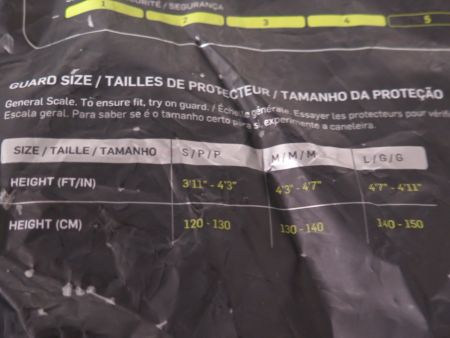 SÉCURITÉ / SEGURANÇA
1 2 3 4 5
GUARD SIZE / TAILLES DE PROTECTEUR / TAMANHO DA PROTEÇÃO
General Scale. To ensure fit, try on guard. / Échelle générale. Essayer les protecteurs pour
Escala geral. Para saber se é o tamanho certo para si, experimente a caneleira.
SIZE / TAILLE / TAMANHO S/P/P M/M/M L/G/G
HEIGHT (FT/IN) 3'11" - 4'3" 4'3 - 4'7" 4'7" - 4'11"
HEIGHT (CM) 120 - 130 130 - 140 140 - 150